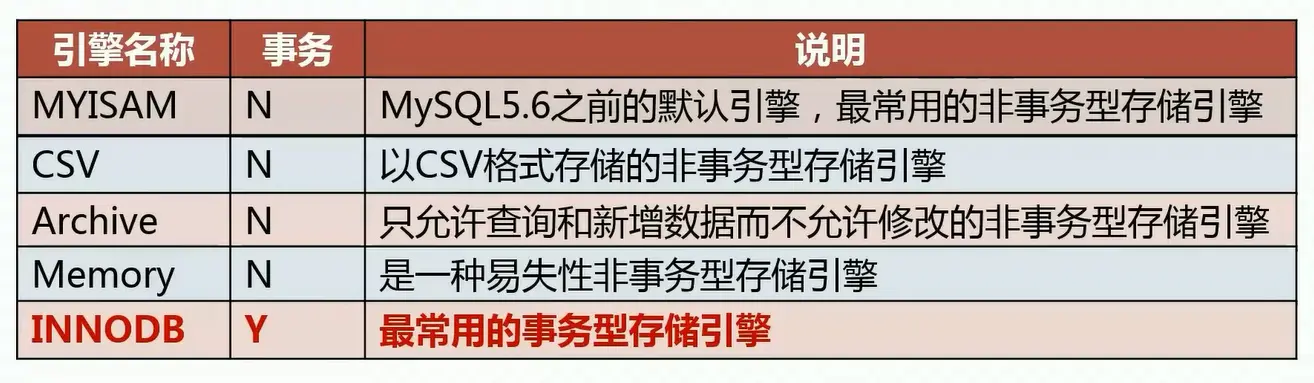 引擎名称 事务 说明
MYISAM N MySQL5.6之前的默认引擎，最常用的非事务型存储引擎
CSV N 以CSV格式存储的非事务型存储引擎
Archive N 只允许查询和新增数据而不允许修改的非事务型存储引擎
Memory N 是一种易失性非事务型存储引擎
INNODB Y 最常用的事务型存储引擎